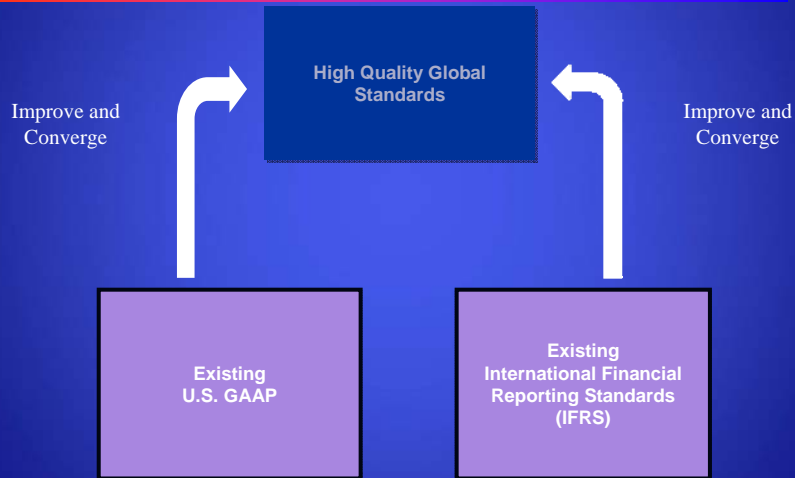 High Quality Global
Standards
Improve and
Converge
Improve and
Converge
Existing
U.S. GAAP
Existing
International Financial
Reporting Standards
(IFRS)